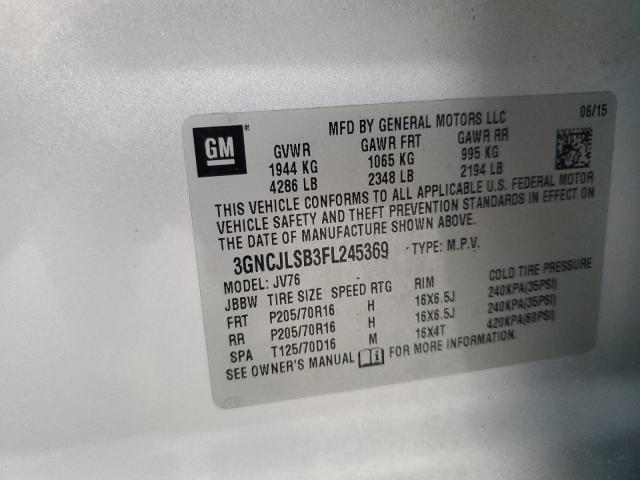 MFD BY GENERAL MOTORS LLC 06/15
GM ®
GVWR GAWR FRT GAWR RR
1944 KG 1065 KG 995 KG
4286 LB 2348 LB 2194 LB
THIS VEHICLE CONFORMS TO ALL APPLICABLE U.S. FEDERAL MOTOR
VEHICLE SAFETY AND THEFT PREVENTION STANDARDS IN EFFECT ON
THE DATE OF MANUFACTURE SHOWN ABOVE.
3GNCJLSB3FL245369 TYPE: M.P.V.
MODEL: JV76
JBBW TIRE SIZE SPEED RTG RIM COLD TIRE PRESSURE
FRT P205/70R16 H 16X6.5J 240KPA(35PSI)
RR P205/70R16 H 16X6.5J 240KPA(35PSI)
SPA T125/70D16 M 16X4T 420KPA(60PSI)
SEE OWNER'S MANUAL FOR MORE INFORMATION.